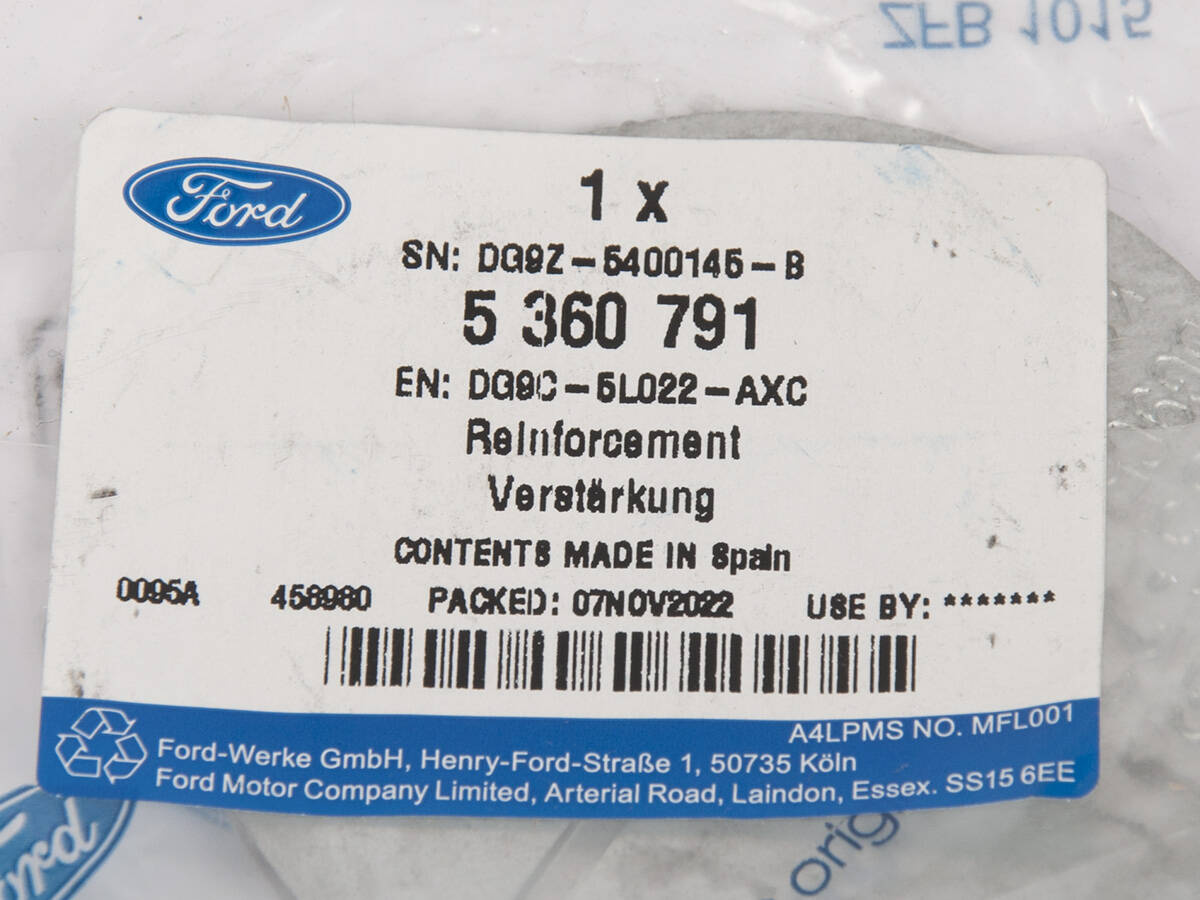 ZFB 1015
Ford
1 x
SN: DG9Z-5400145-B
5 360 791
EN: DG9C-5L022-AXC
Reinforcement
Verstärkung
CONTENTS MADE IN Spain
0095A 458980 PACKED: 07NOV2022 USE BY: *******
A4LPMS NO. MFL001
Ford-Werke GmbH, Henry-Ford-Straße 1, 50735 Köln
Ford Motor Company Limited, Arterial Road, Laindon, Essex. SS15 6EE
Ford